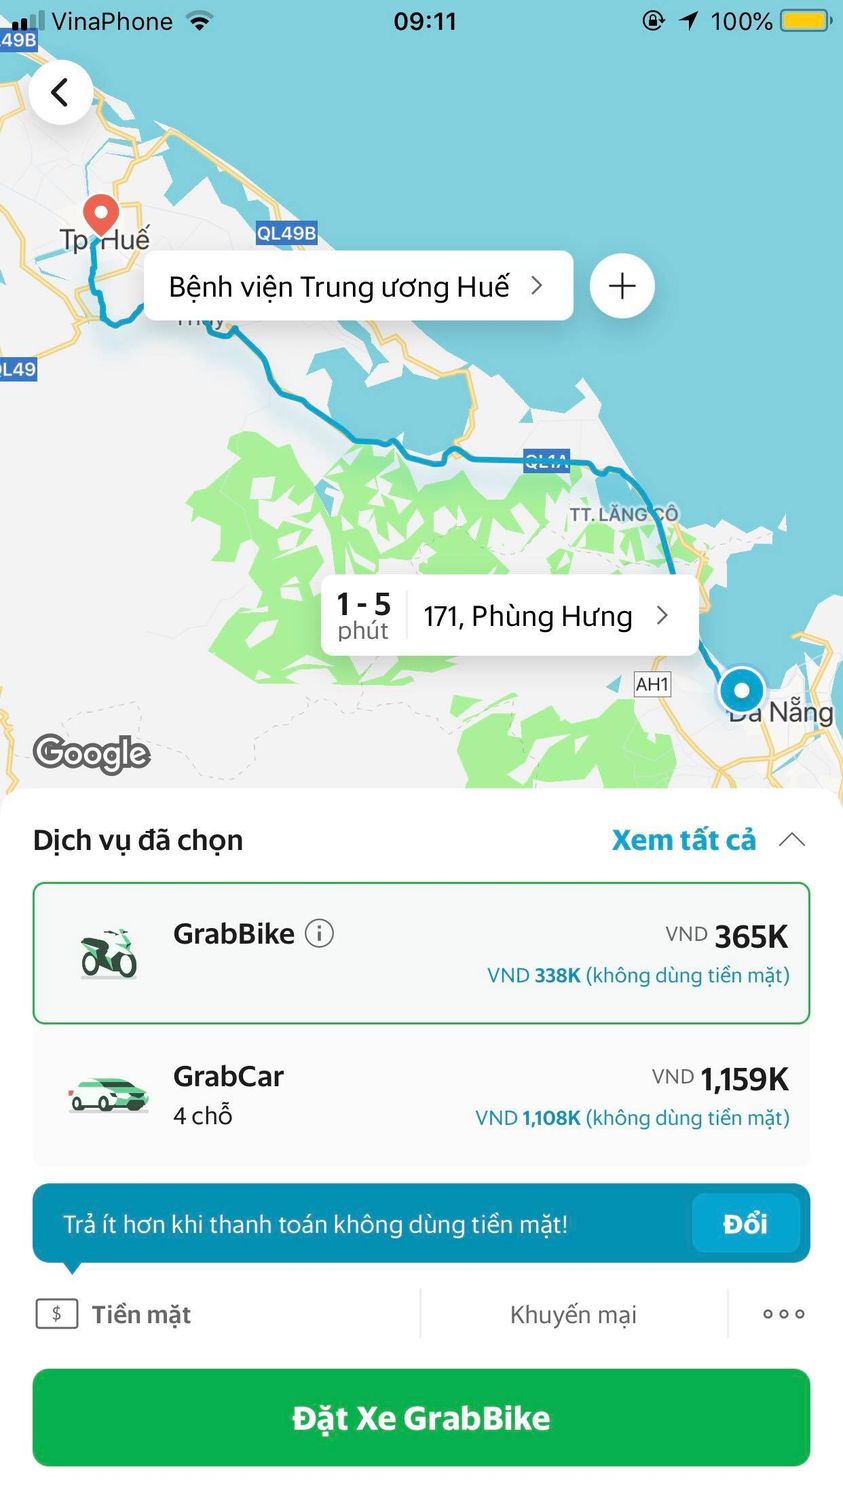 VinaPhone 09:11 100%
49B
Tp. Huế
QL49B
Bệnh viện Trung ương Huế
QL49
QL1A
TT. LĂNG CÔ
1 - 5
phút
171, Phùng Hưng
AH1
Đà Nẵng
Google
Dịch vụ đã chọn Xem tất cả
GrabBike i VND 365K
VND 338K (không dùng tiền mặt)
GrabCar VND 1,159K
4 chỗ VND 1,108K (không dùng tiền mặt)
Trả ít hơn khi thanh toán không dùng tiền mặt! Đổi
$ Tiền mặt Khuyến mại
Đặt Xe GrabBike